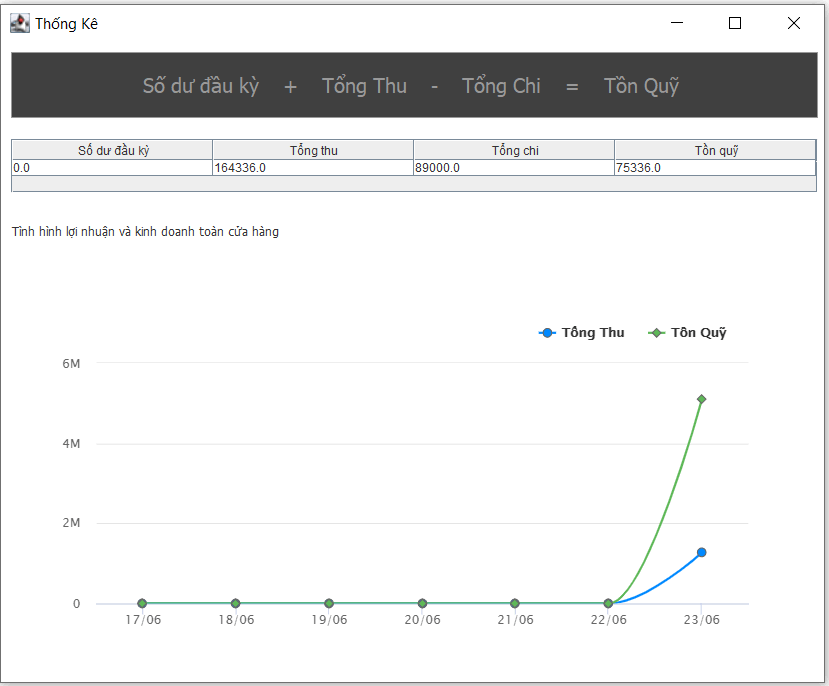 Thống Kê
Số dư đầu kỳ + Tổng Thu - Tổng Chi = Tồn Quỹ
Số dư đầu kỳ Tổng thu Tổng chi Tồn quỹ
0.0 164336.0 89000.0 75336.0
Tình hình lợi nhuận và kinh doanh toàn cửa hàng
Tổng Thu Tồn Quỹ
6M
4M
2M
0
17/06 18/06 19/06 20/06 21/06 22/06 23/06